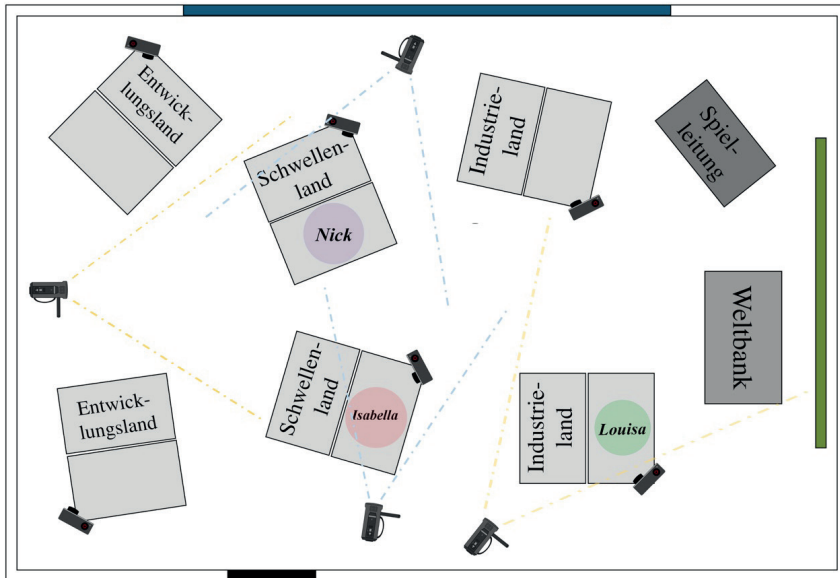 Entwick-
lungsland
Schwellen-
land
Nick
Industrie-
land
Spiel-
leitung
Weltbank
Entwick-
lungsland
Schwellen-
land
Isabella
Industrie-
land
Louisa